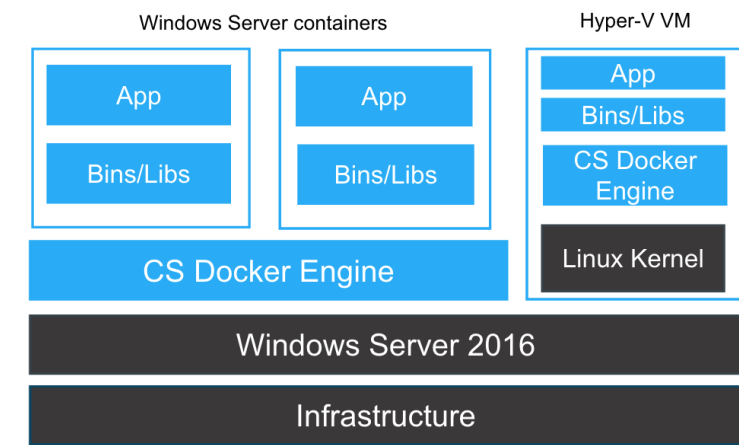 Windows Server containers
Hyper-V VM
App
Bins/Libs
App
Bins/Libs
CS Docker Engine
App
Bins/Libs
CS Docker
Engine
Linux Kernel
Windows Server 2016
Infrastructure